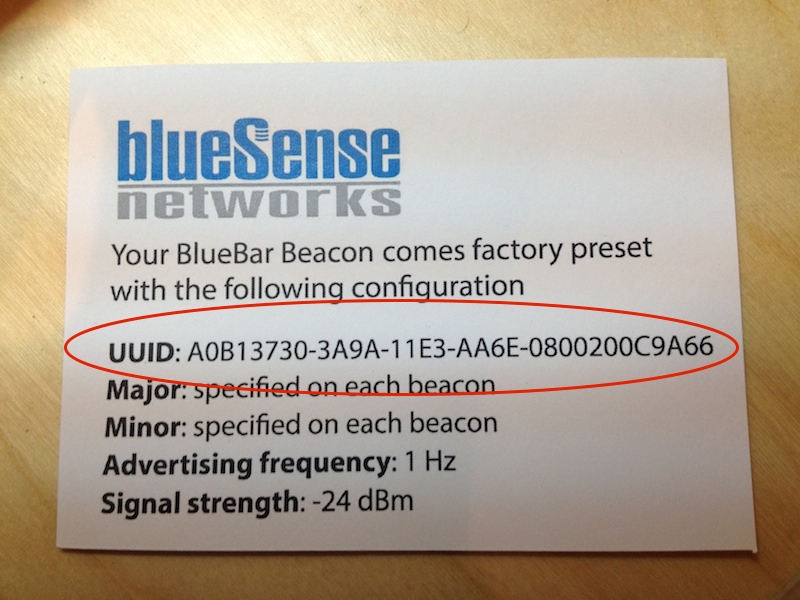 blueSense
networks
Your BlueBar Beacon comes factory preset
with the following configuration
UUID: A0B13730-3A9A-11E3-AA6E-0800200C9A66
Major: specified on each beacon
Minor: specified on each beacon
Advertising frequency: 1 Hz
Signal strength: -24 dBm